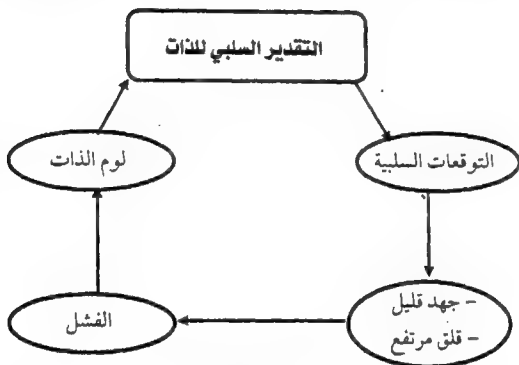 التقدير السلبي للذات
التوقعات السلبية
لوم الذات
- جهد قليل
- قلق مرتفع
الفشل